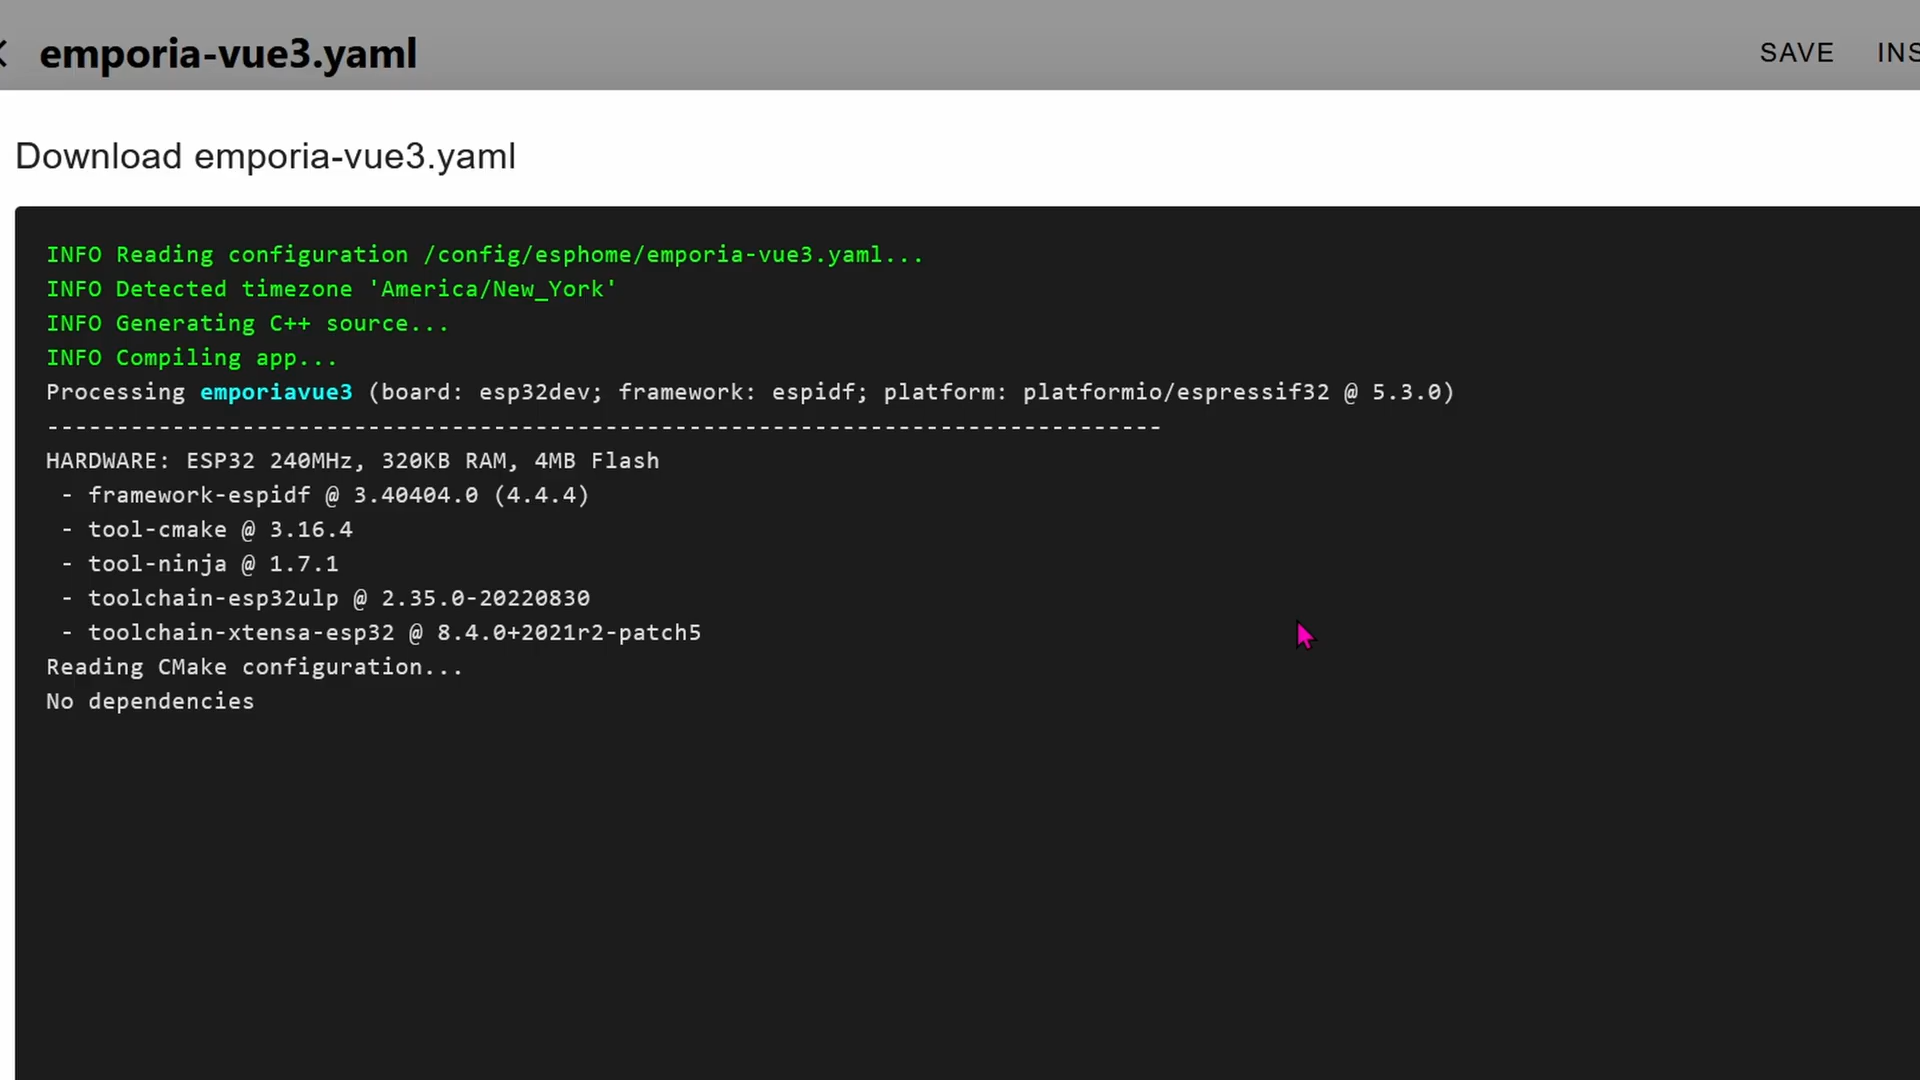 emporia-vue3.yaml
SAVE
INS
Download emporia-vue3.yaml
INFO Reading configuration /config/esphome/emporia-vue3.yaml...
INFO Detected timezone 'America/New_York'
INFO Generating C++ source...
INFO Compiling app...
Processing emporiavue3 (board: esp32dev; framework: espidf; platform: platformio/espressif32 @ 5.3.0)
--------------------------------------------------------------------------------
HARDWARE: ESP32 240MHz, 320KB RAM, 4MB Flash
- framework-espidf @ 3.40404.0 (4.4.4)
- tool-cmake @ 3.16.4
- tool-ninja @ 1.7.1
- toolchain-esp32ulp @ 2.35.0-20220830
- toolchain-xtensa-esp32 @ 8.4.0+2021r2-patch5
Reading CMake configuration...
No dependencies